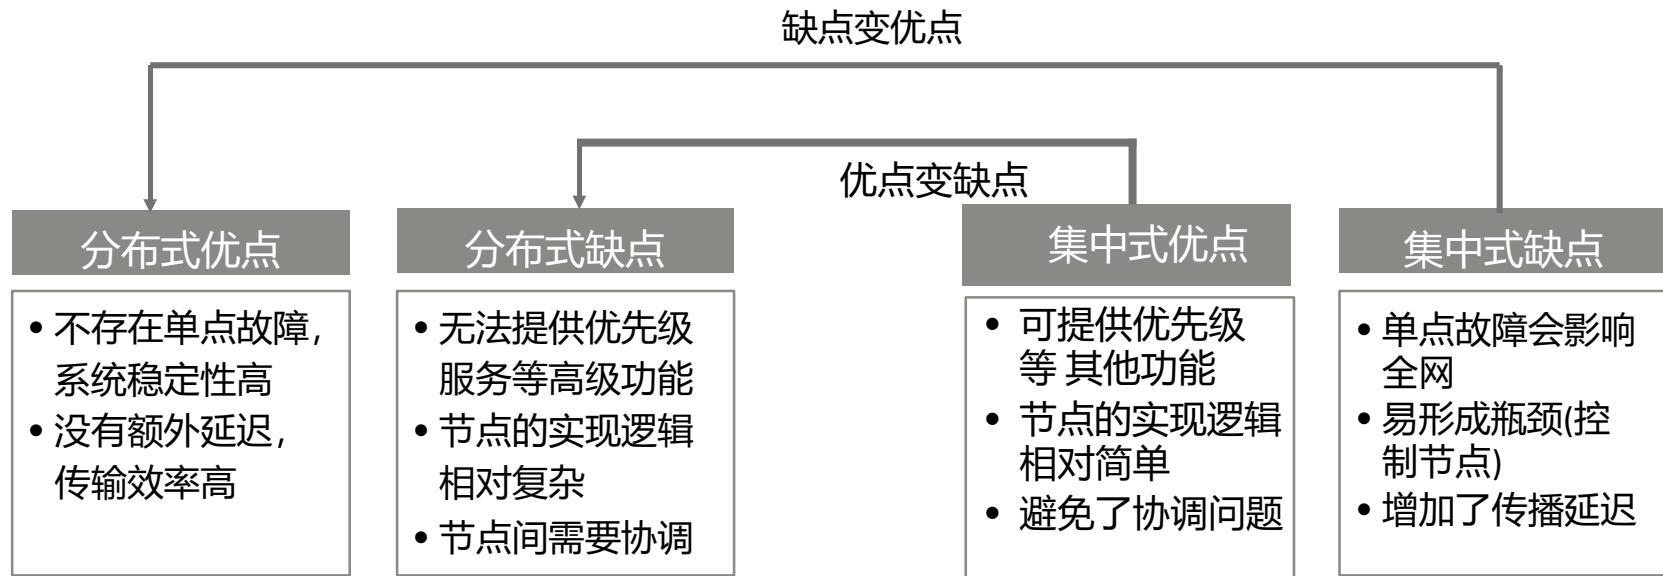 缺点变优点
优点变缺点
分布式优点
• 不存在单点故障，
系统稳定性高
• 没有额外延迟，
传输效率高
分布式缺点
• 无法提供优先级
服务等高级功能
• 节点的实现逻辑
相对复杂
• 节点间需要协调
集中式优点
• 可提供优先级
等 其他功能
• 节点的实现逻辑
相对简单
• 避免了协调问题
集中式缺点
• 单点故障会影响
全网
• 易形成瓶颈(控
制节点)
• 增加了传播延迟